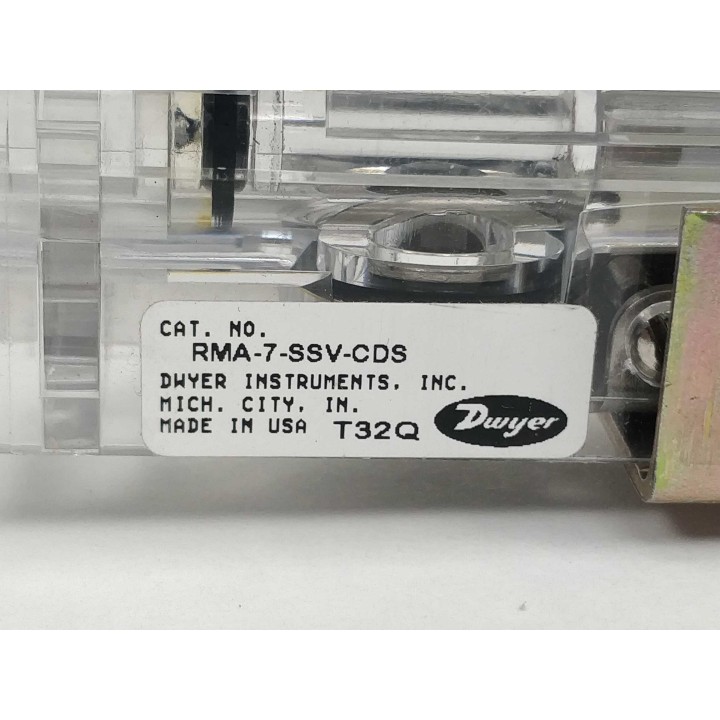 CAT. NO.
RMA-7-SSV-CDS
DWYER INSTRUMENTS, INC.
MICH. CITY, IN.
MADE IN USA T32Q Dwyer